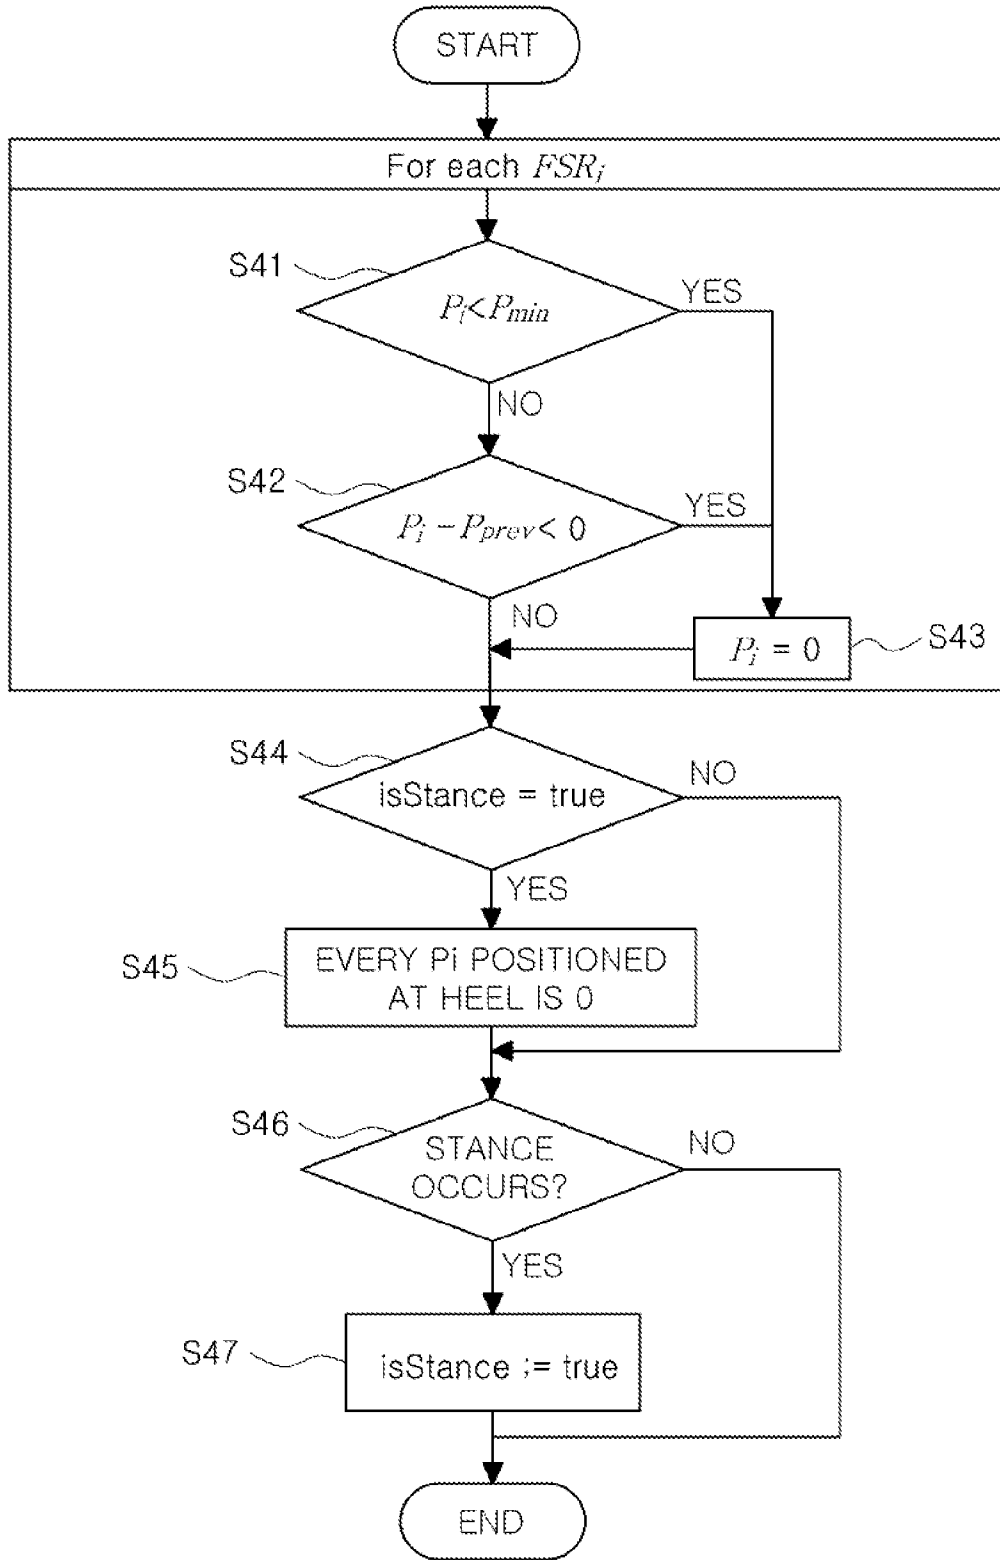 START
For each FSRi
S41
Pi<Pmin
YES
NO
S42
Pi − Pprev< 0
YES
NO
Pi = 0
S43
S44
isStance = true
NO
YES
S45
EVERY Pi POSITIONED
AT HEEL IS 0
S46
STANCE
OCCURS?
NO
YES
S47
isStance := true
END